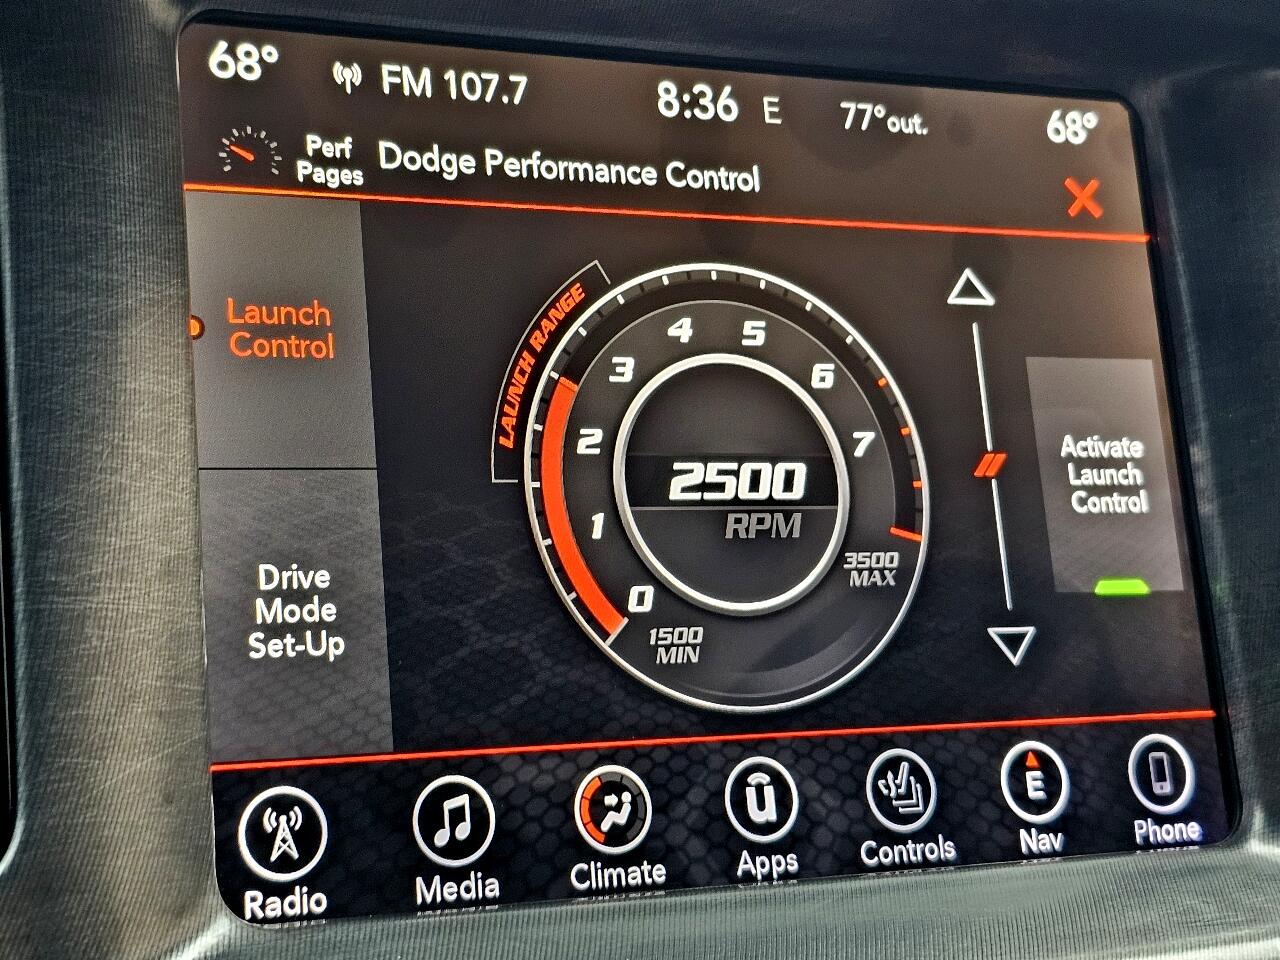 68° FM 107.7 8:36 E 77° out. 68°
Perf
Pages
Dodge Performance Control
Launch
Control
Drive
Mode
Set-Up
LAUNCH RANGE
0
1
2
3
4
5
6
7
2500
RPM
1500
MIN
3500
MAX
Activate
Launch
Control
Radio
Media
Climate
u
Apps
Controls
E
Nav
Phone